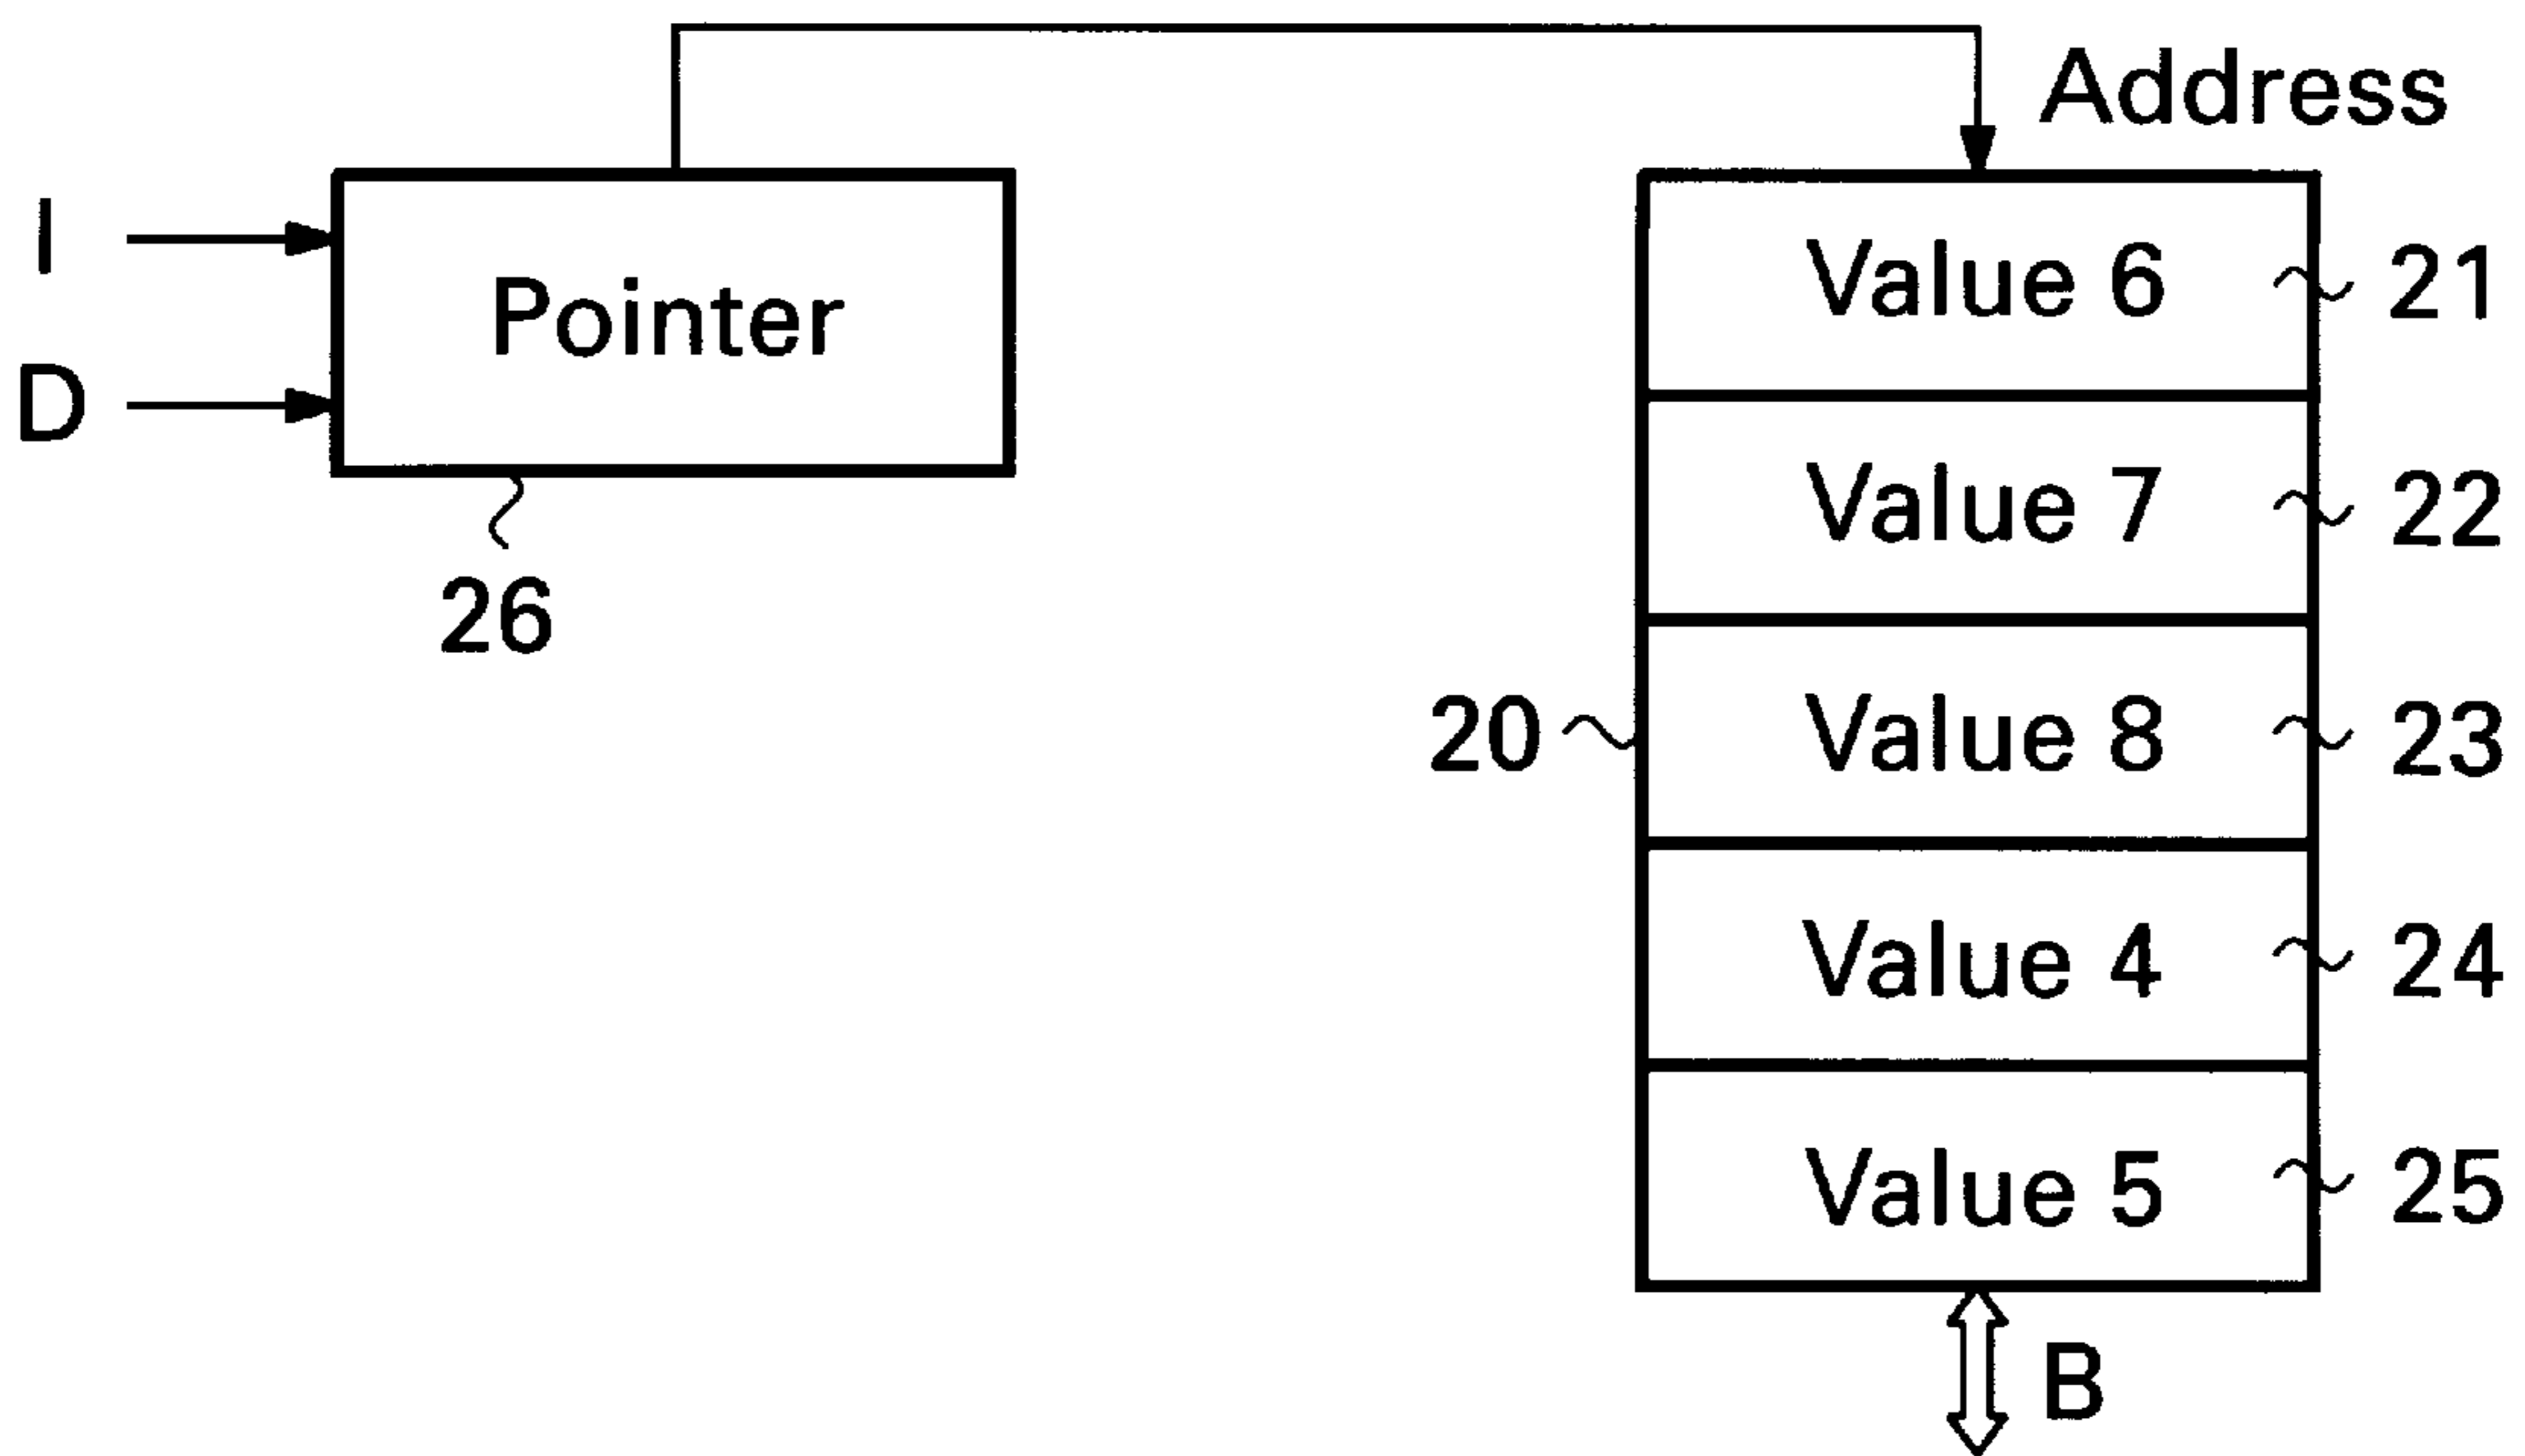 Address
I
D
Pointer
26
20
Value 6 21
Value 7 22
Value 8 23
Value 4 24
Value 5 25
B